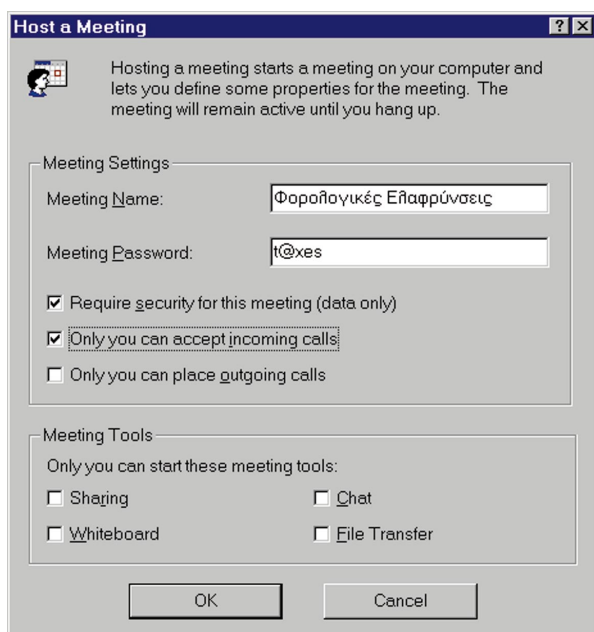 Host a Meeting
Hosting a meeting starts a meeting on your computer and
lets you define some properties for the meeting. The
meeting will remain active until you hang up.
Meeting Settings
Meeting Name: Φορολογικές Ελαφρύνσεις
Meeting Password: t@xes
Require security for this meeting (data only)
Only you can accept incoming calls
Only you can place outgoing calls
Meeting Tools
Only you can start these meeting tools:
Sharing Chat
Whiteboard File Transfer
OK Cancel